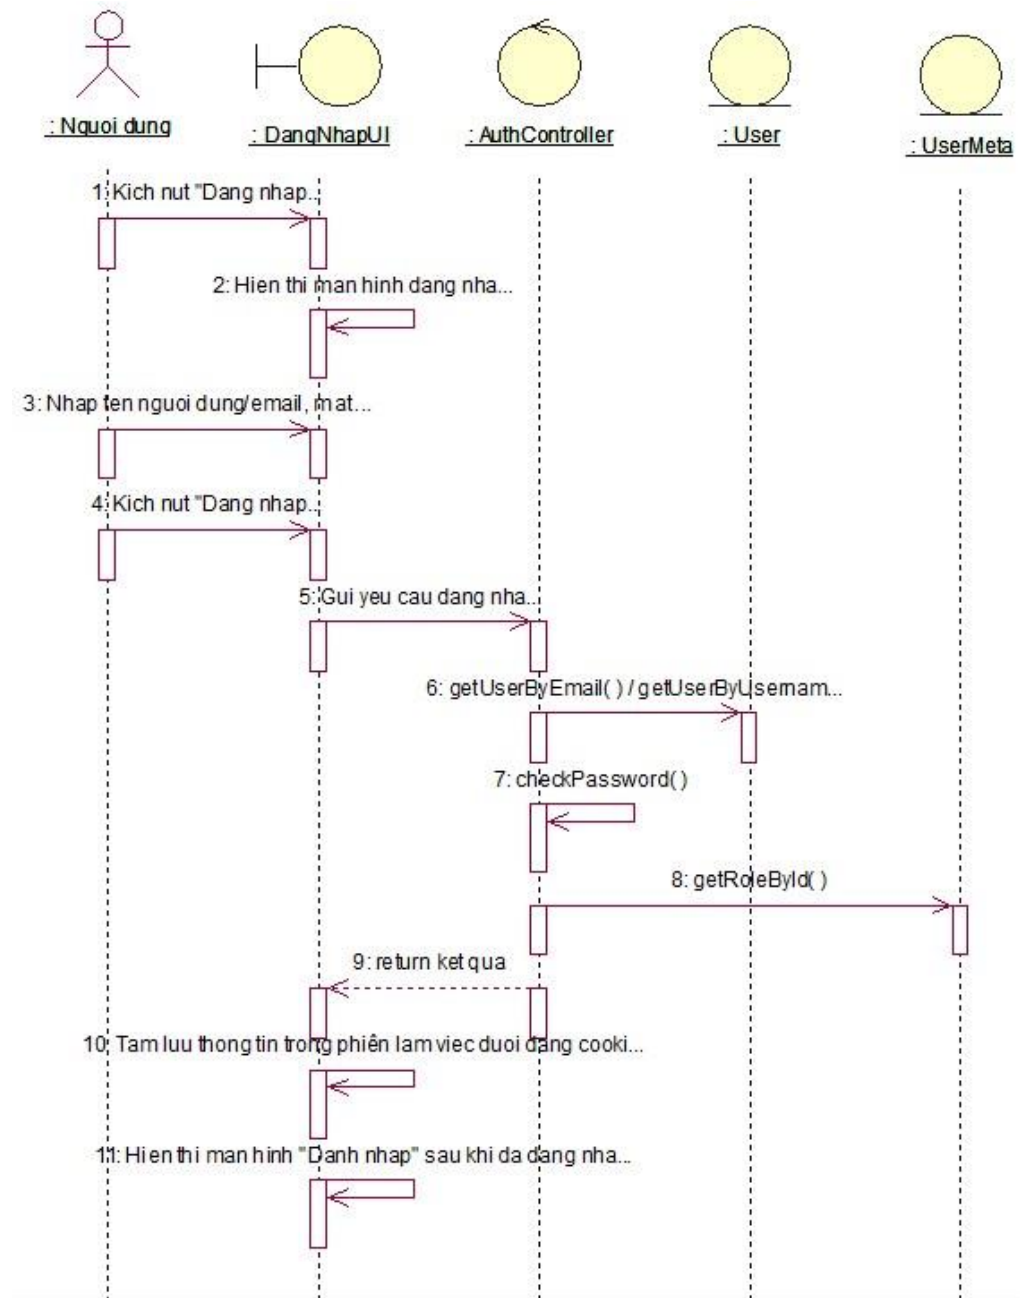 : Nguoi dung
: DangNhapUI
: AuthController
: User
: UserMeta
1: Kich nut "Dang nhap...
2: Hien thi man hinh dang nha...
3: Nhap ten nguoi dung/email, mat...
4: Kich nut "Dang nhap...
5: Gui yeu cau dang nha...
6: getUserByEmail( ) / getUserByUsernam...
7: checkPassword( )
8: getRoleById( )
9: return ket qua
10: Tam luu thong tin trong phiên lam viec duoi dang cooki...
11: Hien thi man hinh "Danh nhap" sau khi da dang nha...